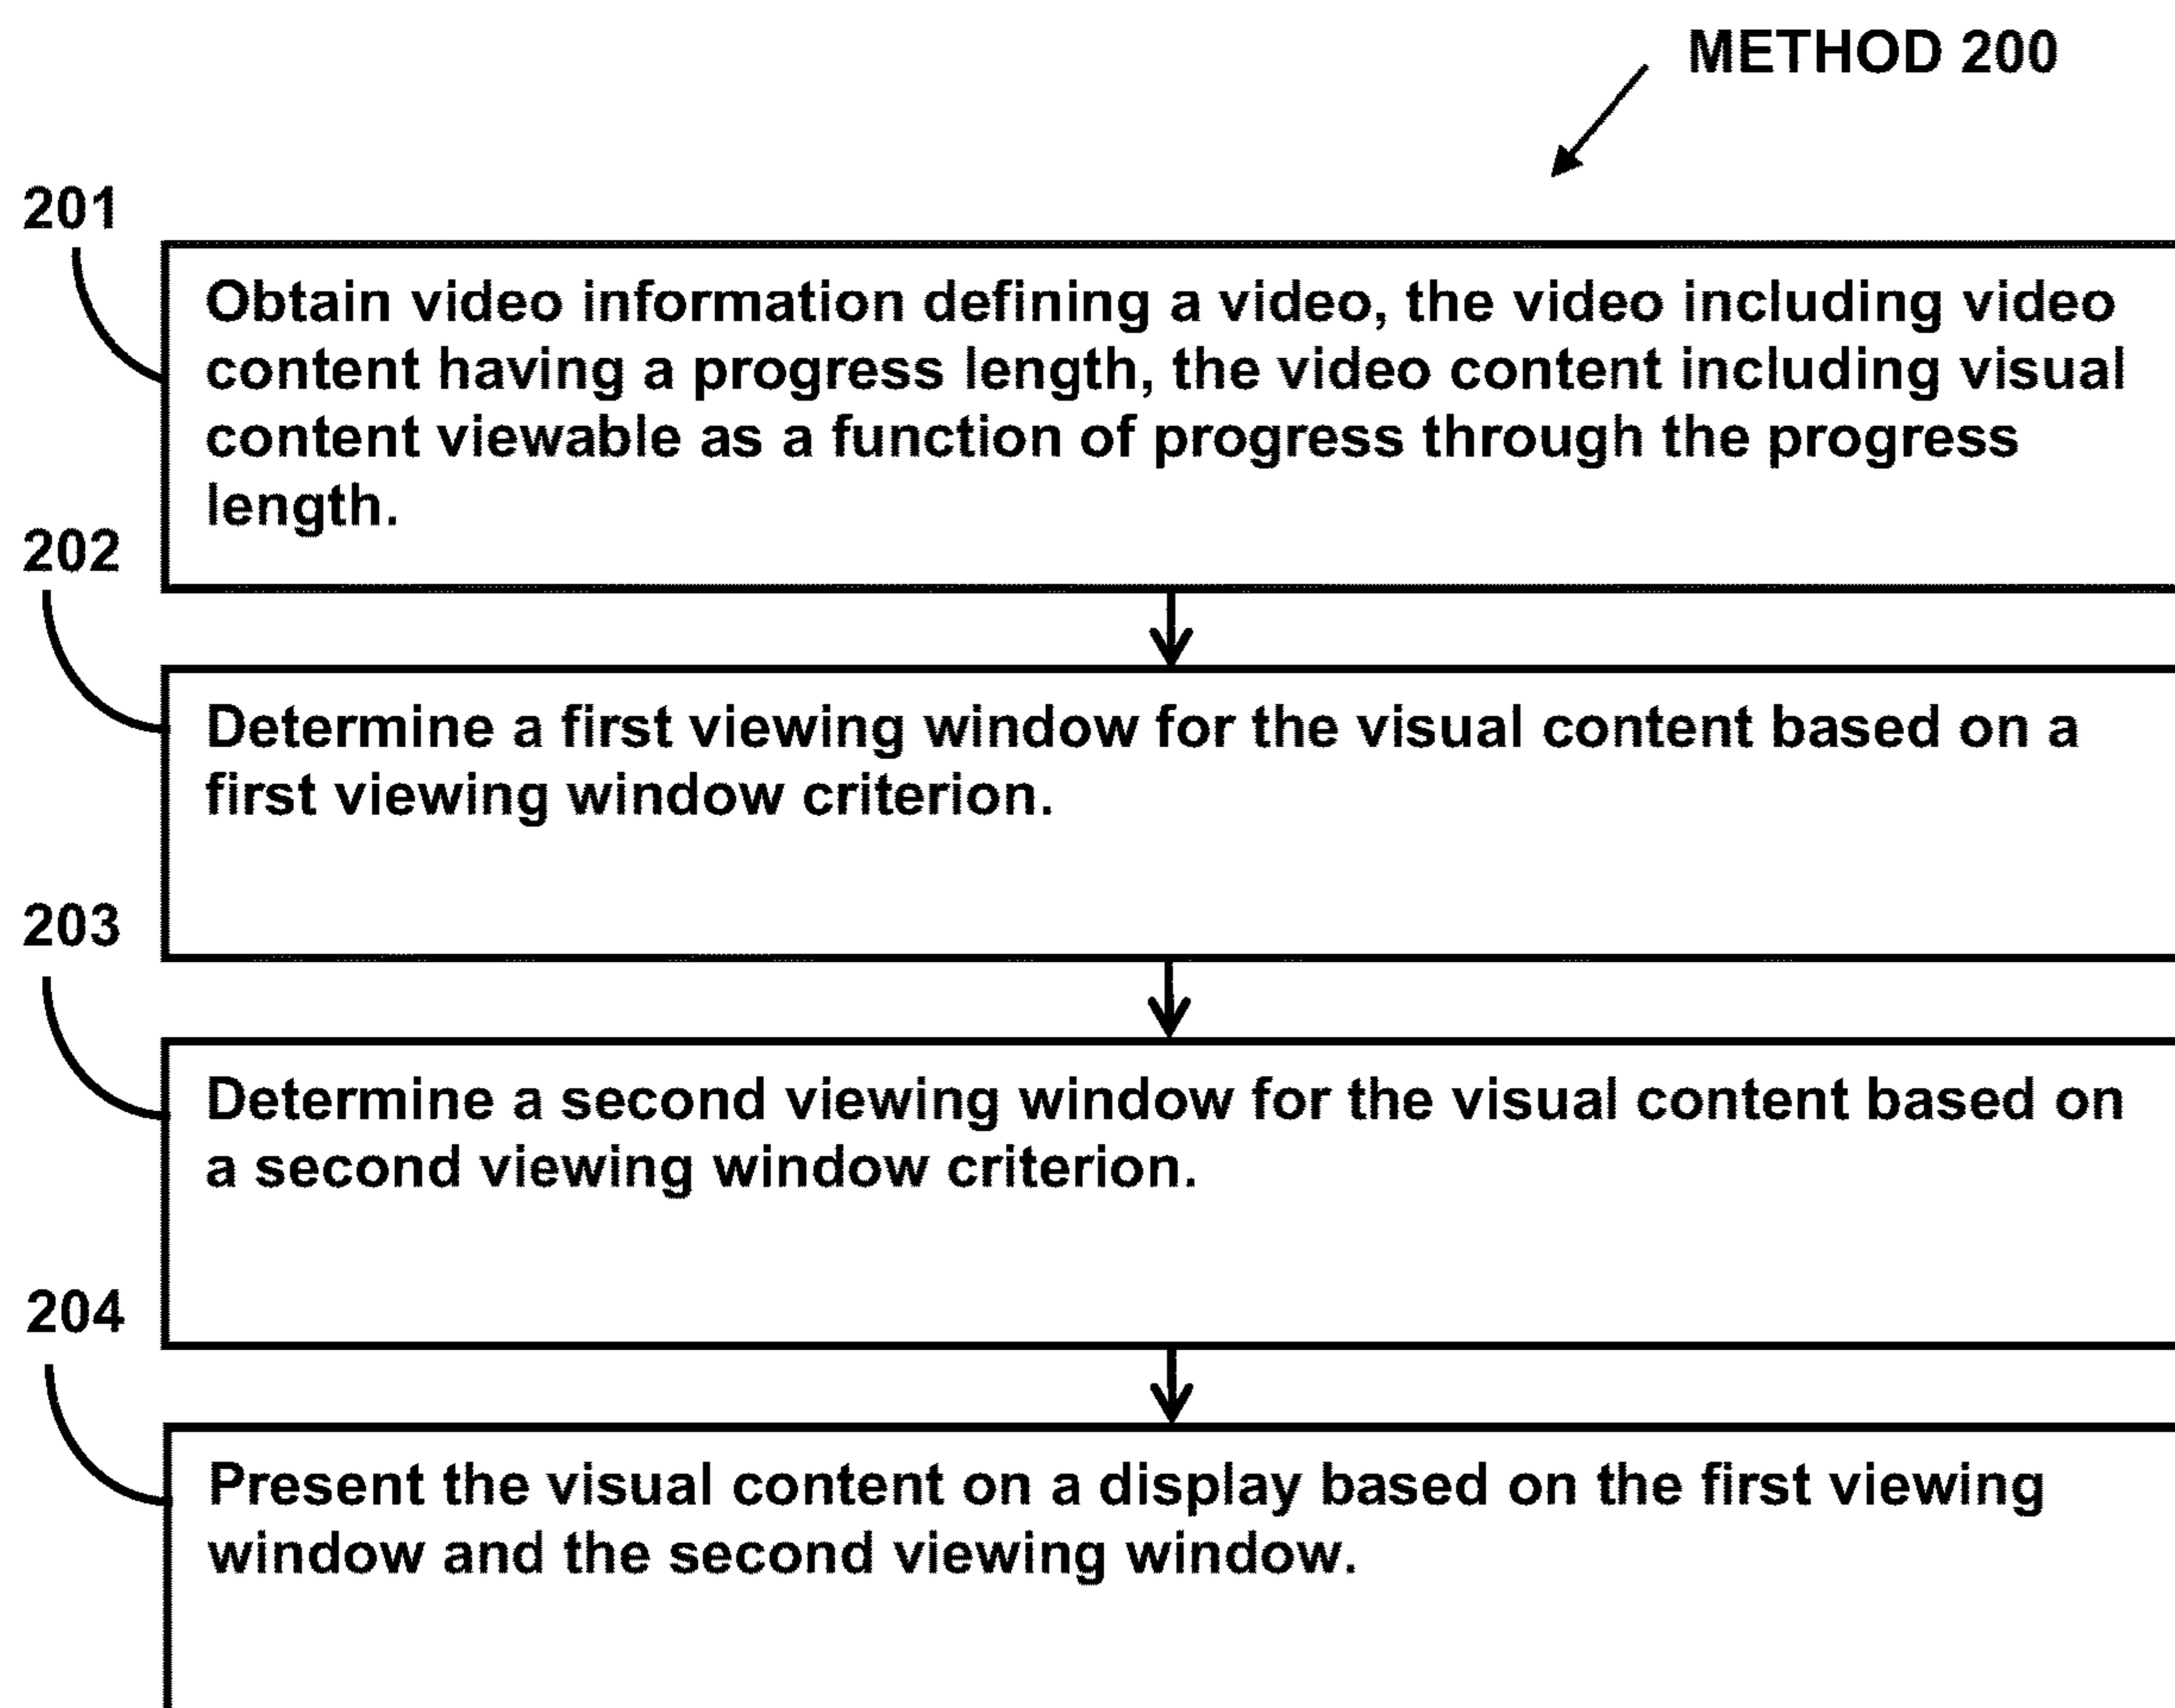 METHOD 200
201
Obtain video information defining a video, the video including video
content having a progress length, the video content including visual
content viewable as a function of progress through the progress
length.
202
Determine a first viewing window for the visual content based on a
first viewing window criterion.
203
Determine a second viewing window for the visual content based on
a second viewing window criterion.
204
Present the visual content on a display based on the first viewing
window and the second viewing window.